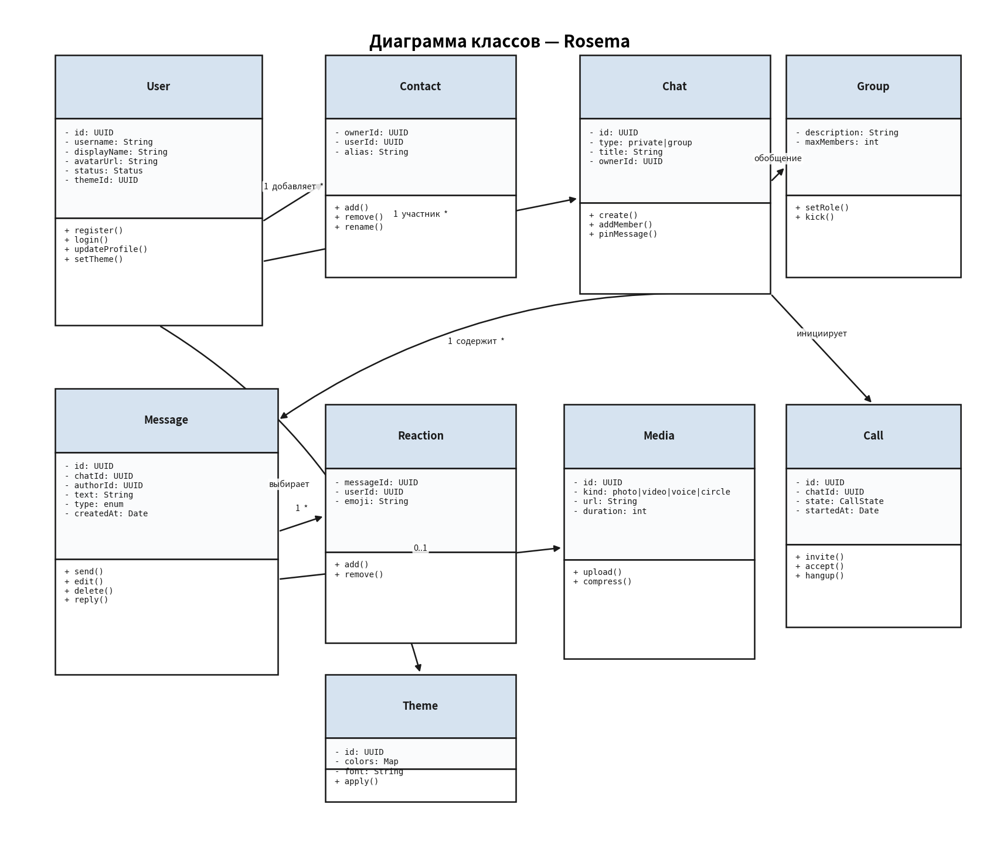 Диаграмма классов — Rosema
User
- id: UUID
- username: String
- displayName: String
- avatarUrl: String
- status: Status
- themeId: UUID
+ register()
+ login()
+ updateProfile()
+ setTheme()
1 добавляет *
Contact
- ownerId: UUID
- userId: UUID
- alias: String
+ add()
+ remove()
+ rename()
1 участник *
Chat
- id: UUID
- type: private|group
- title: String
- ownerId: UUID
+ create()
+ addMember()
+ pinMessage()
обобщение
Group
- description: String
- maxMembers: int
+ setRole()
+ kick()
1 содержит *
инициирует
Message
- id: UUID
- chatId: UUID
- authorId: UUID
- text: String
- type: enum
- createdAt: Date
+ send()
+ edit()
+ delete()
+ reply()
выбирает
1 *
Reaction
- messageId: UUID
- userId: UUID
- emoji: String
0..1
+ add()
+ remove()
Media
- id: UUID
- kind: photo|video|voice|circle
- url: String
- duration: int
+ upload()
+ compress()
Call
- id: UUID
- chatId: UUID
- state: CallState
- startedAt: Date
+ invite()
+ accept()
+ hangup()
Theme
- id: UUID
- colors: Map
- font: String
+ apply()